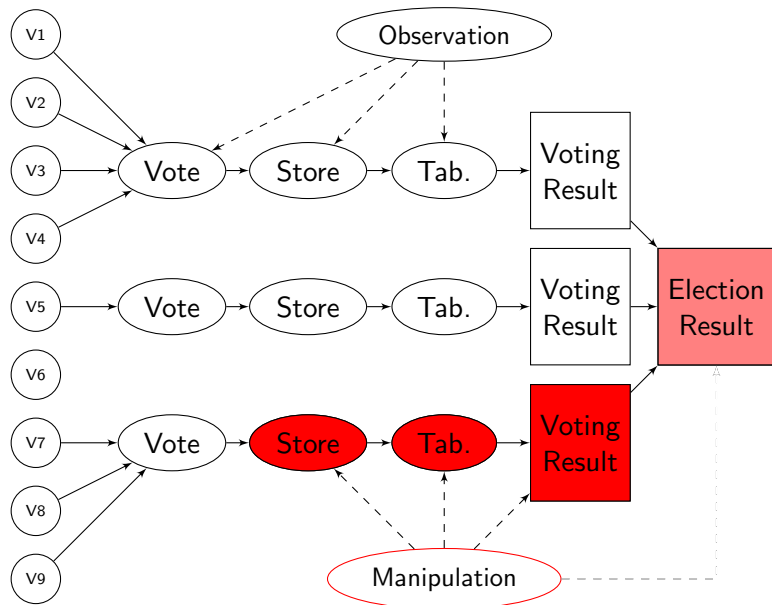 V1
Observation
V2
V3
Vote
Store
Tab.
Voting
Result
V4
V5
Vote
Store
Tab.
Voting
Result
Election
Result
V6
V7
Vote
Store
Tab.
Voting
Result
V8
V9
Manipulation